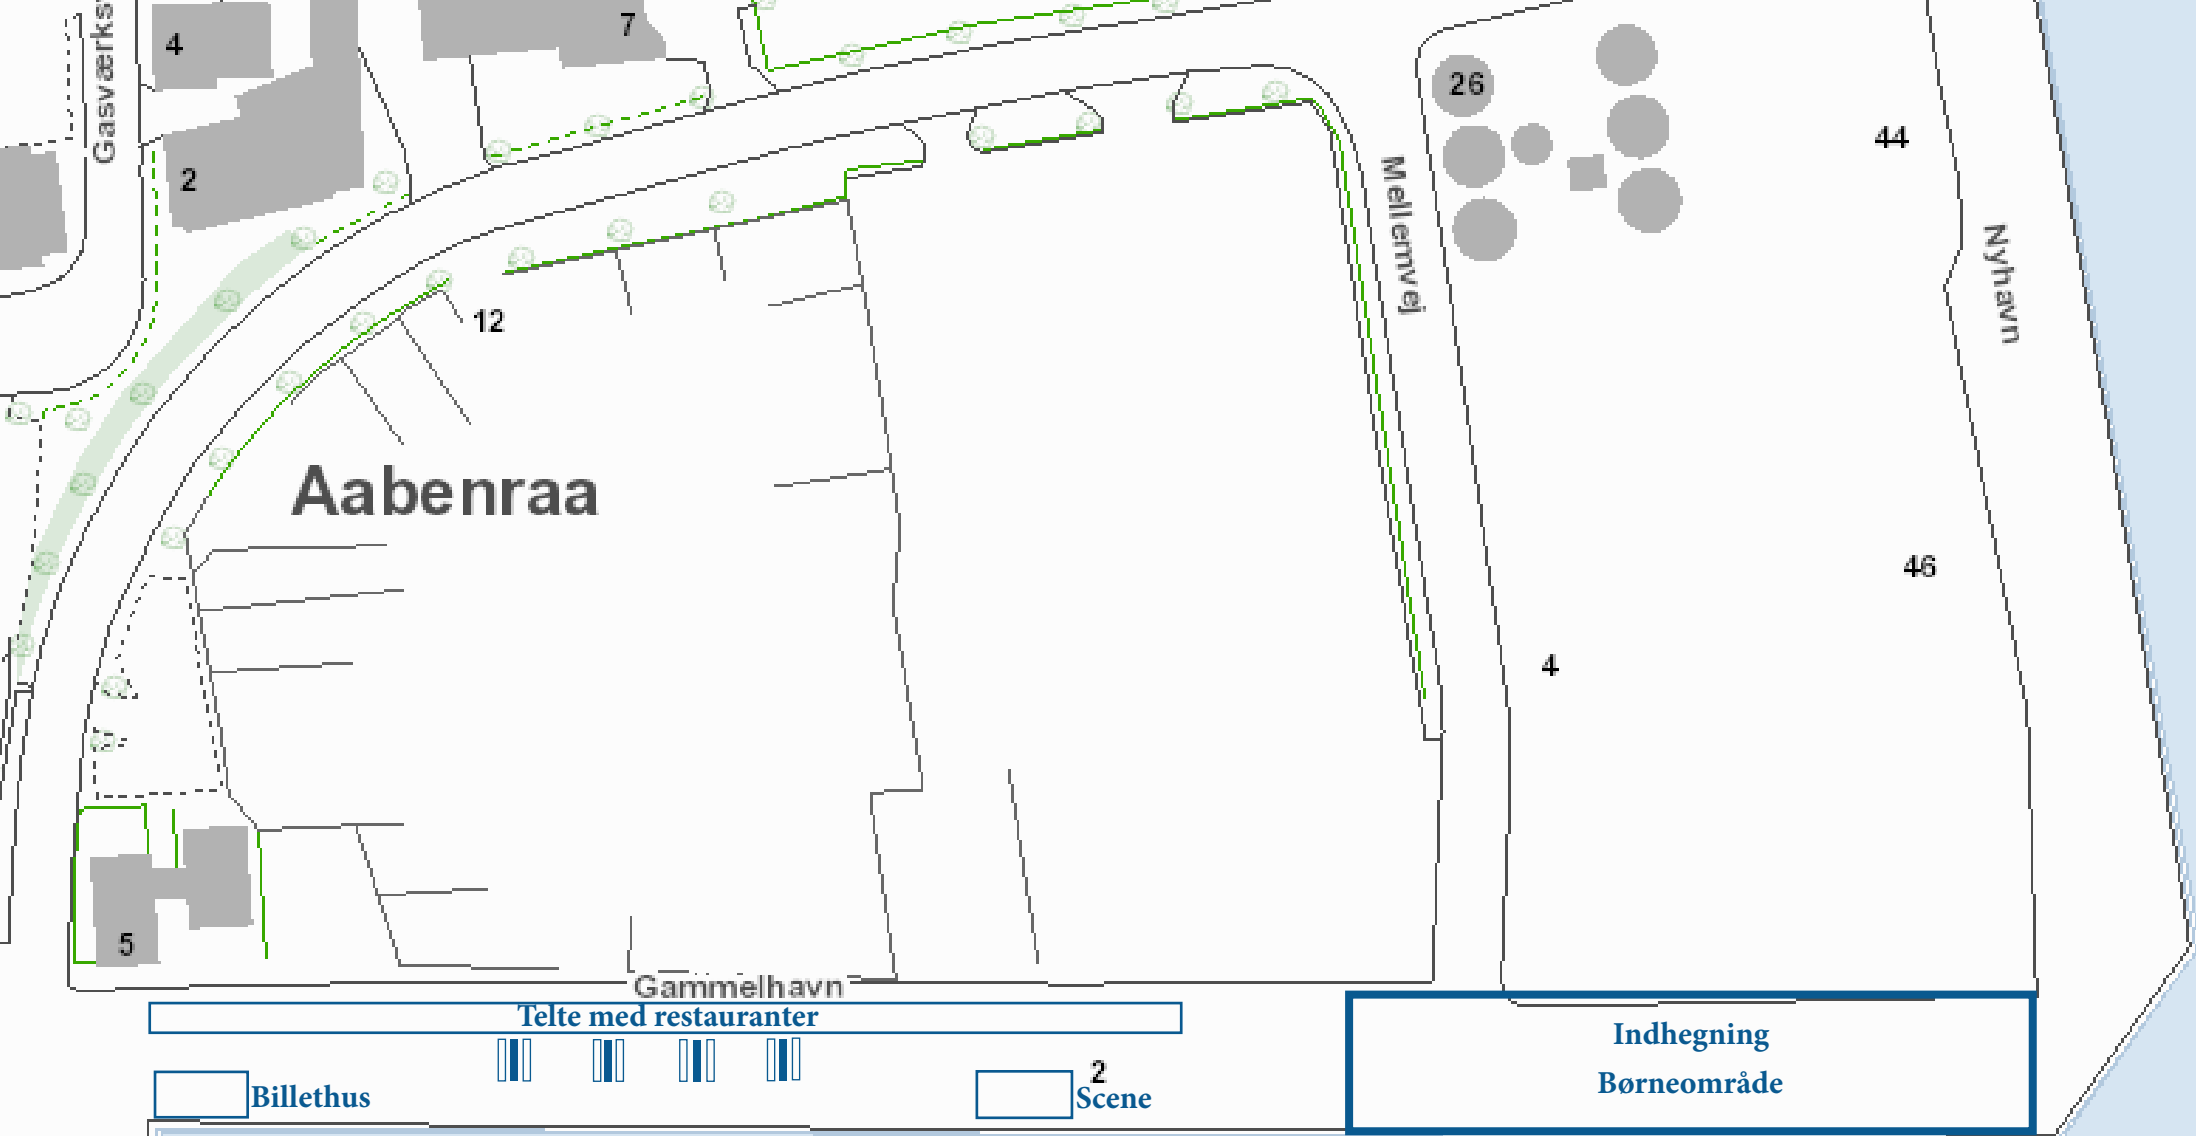 7
4
Gasværks
26
44
2
Mellemvej
Nyhavn
12
Aabenraa
46
4
5
Gammelhavn
Telte med restauranter
Indhegning
Børneområde
2
Billethus
Scene